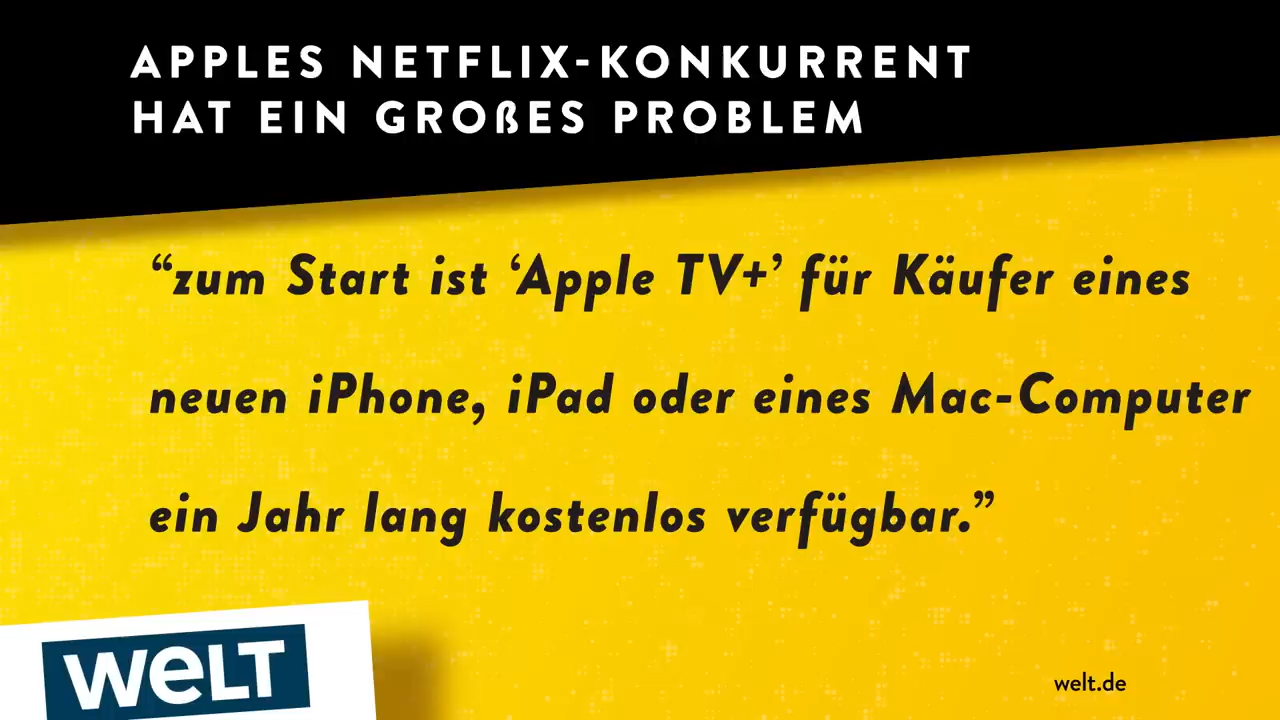 APPLES NETFLIX-KONKURRENT
HAT EIN GROßES PROBLEM
“zum Start ist ‘Apple TV+’ für Käufer eines
neuen iPhone, iPad oder eines Mac-Computer
ein Jahr lang kostenlos verfügbar.”
WELT
welt.de